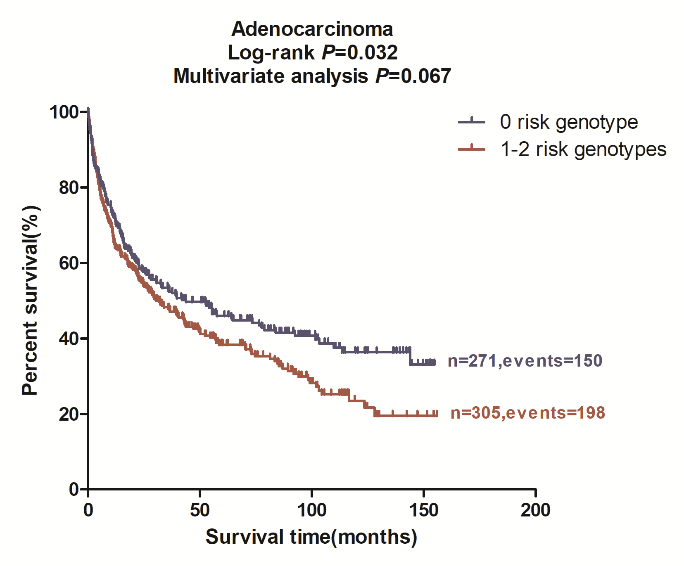 Adenocarcinoma
Log-rank P=0.032
Multivariate analysis P=0.067
0 risk genotype
1-2 risk genotypes
Percent survival(%)
100
80
60
40
20
0
n=271,events=150
n=305,events=198
0 50 100 150 200
Survival time(months)